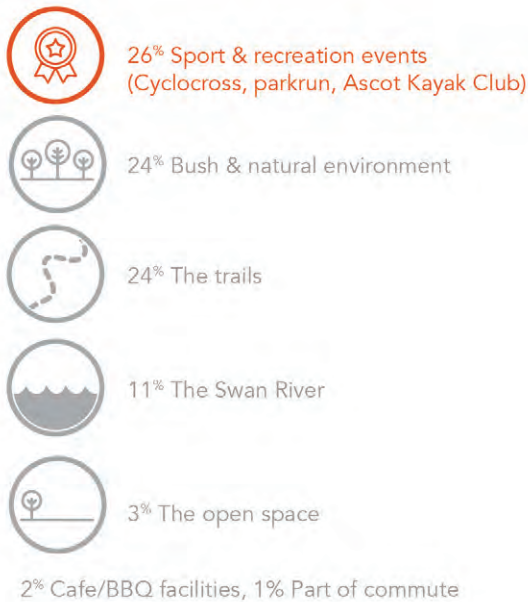 26% Sport & recreation events
(Cyclocross, parkrun, Ascot Kayak Club)
24% Bush & natural environment
24% The trails
11% The Swan River
3% The open space
2% Cafe/BBQ facilities, 1% Part of commute